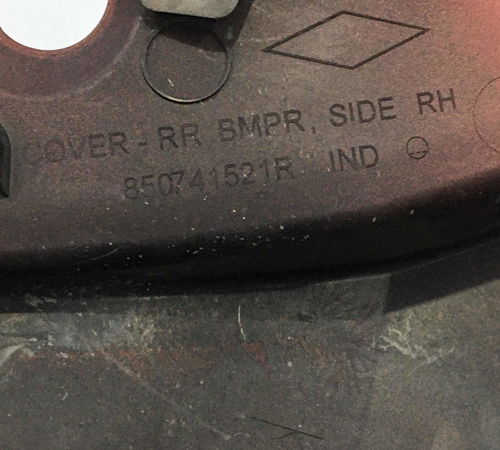 COVER - RR BMPR, SIDE RH
850741521R IND